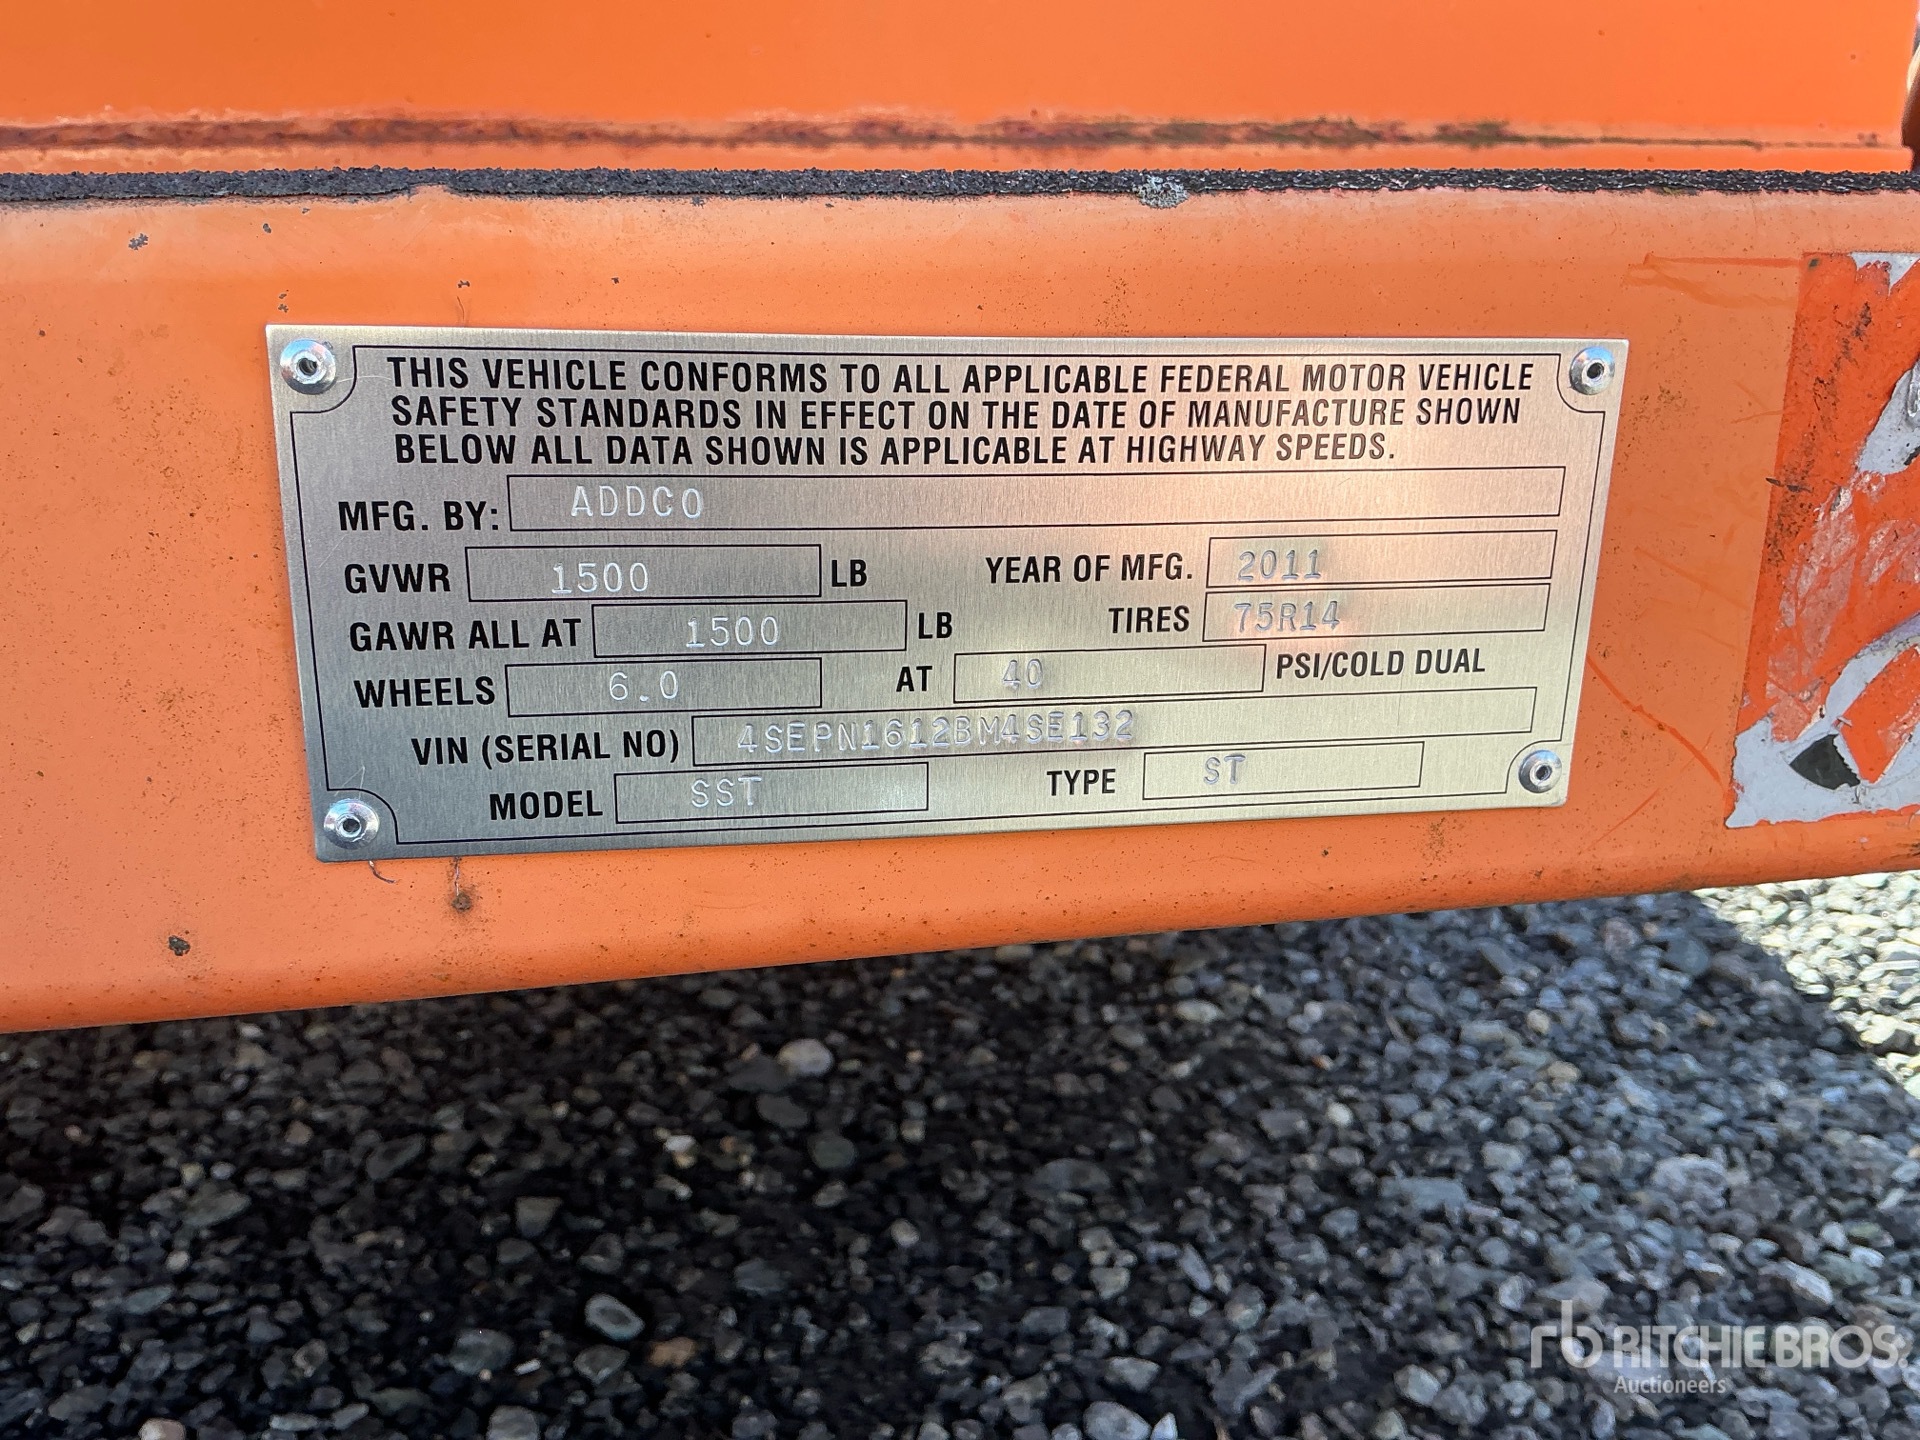 THIS VEHICLE CONFORMS TO ALL APPLICABLE FEDERAL MOTOR VEHICLE
SAFETY STANDARDS IN EFFECT ON THE DATE OF MANUFACTURE SHOWN
BELOW ALL DATA SHOWN IS APPLICABLE AT HIGHWAY SPEEDS.
MFG. BY: ADDCO
GVWR 1500 LB YEAR OF MFG. 2011
GAWR ALL AT 1500 LB TIRES 75R14
WHEELS 6.0 AT 40 PSI/COLD DUAL
VIN (SERIAL NO) 4SEPN1612BM4SE132
MODEL SST TYPE ST
rb RITCHIE BROS.
Auctioneers